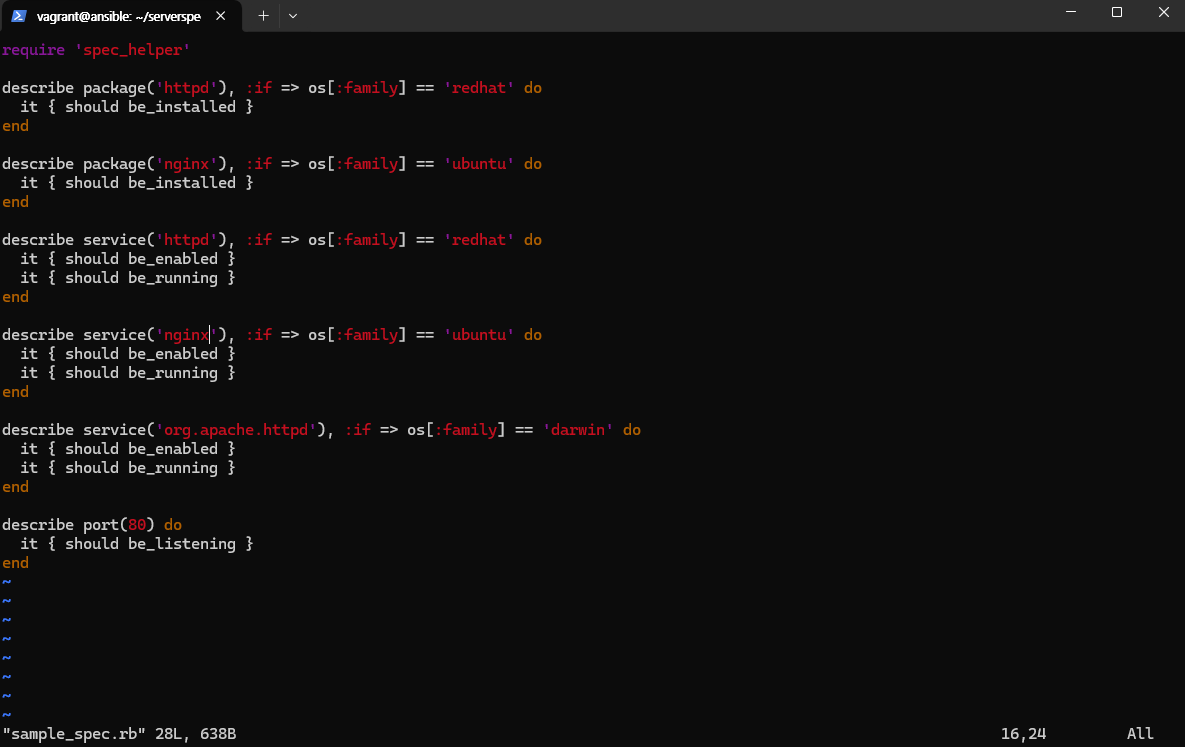 vagrant@ansible: ~/serverspe
require 'spec_helper'

describe package('httpd'), :if => os[:family] == 'redhat' do
  it { should be_installed }
end

describe package('nginx'), :if => os[:family] == 'ubuntu' do
  it { should be_installed }
end

describe service('httpd'), :if => os[:family] == 'redhat' do
  it { should be_enabled }
  it { should be_running }
end

describe service('nginx'), :if => os[:family] == 'ubuntu' do
  it { should be_enabled }
  it { should be_running }
end

describe service('org.apache.httpd'), :if => os[:family] == 'darwin' do
  it { should be_enabled }
  it { should be_running }
end

describe port(80) do
  it { should be_listening }
end
~
~
~
~
~
~
~
~
"sample_spec.rb" 28L, 638B 16,24 All